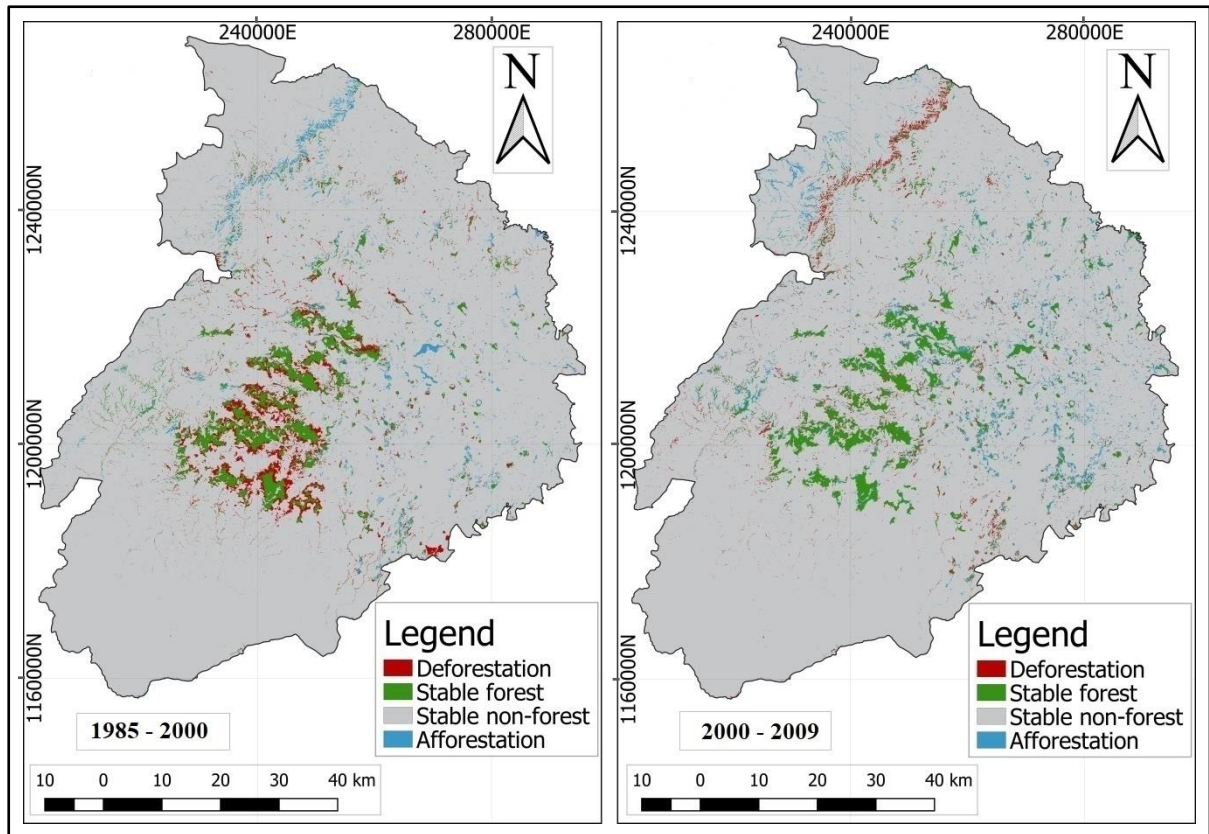 240000E 280000E
N
1240000N
1200000N
1160000N
Legend
Deforestation
Stable forest
Stable non-forest
Afforestation
1985 - 2000
10 0 10 20 30 40 km
240000E 280000E
N
1240000N
1200000N
1160000N
Legend
Deforestation
Stable forest
Stable non-forest
Afforestation
2000 - 2009
10 0 10 20 30 40 km